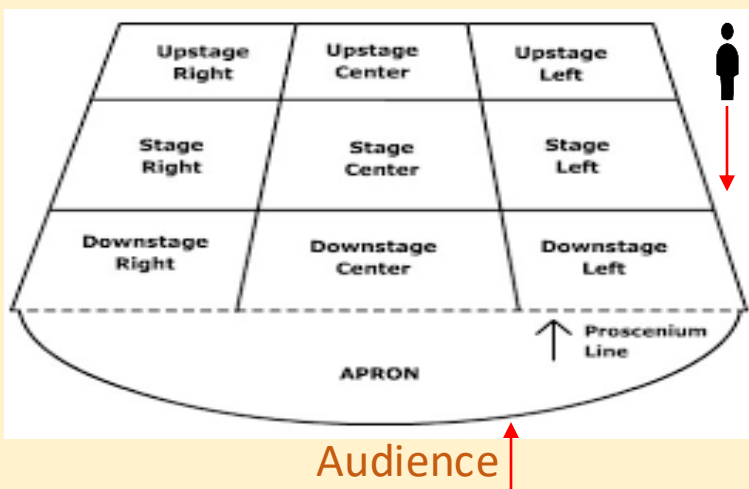 Upstage
Right
Upstage
Center
Upstage
Left
Stage
Right
Stage
Center
Stage
Left
Downstage
Right
Downstage
Center
Downstage
Left
Proscenium
Line
APRON
Audience